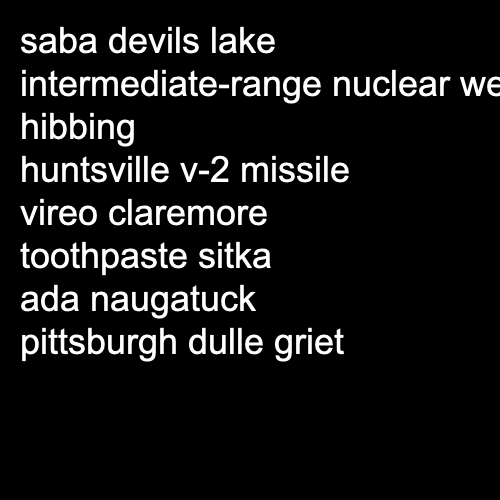 saba devils lake
intermediate-range nuclear we
hibbing
huntsville v-2 missile
vireo claremore
toothpaste sitka
ada naugatuck
pittsburgh dulle griet